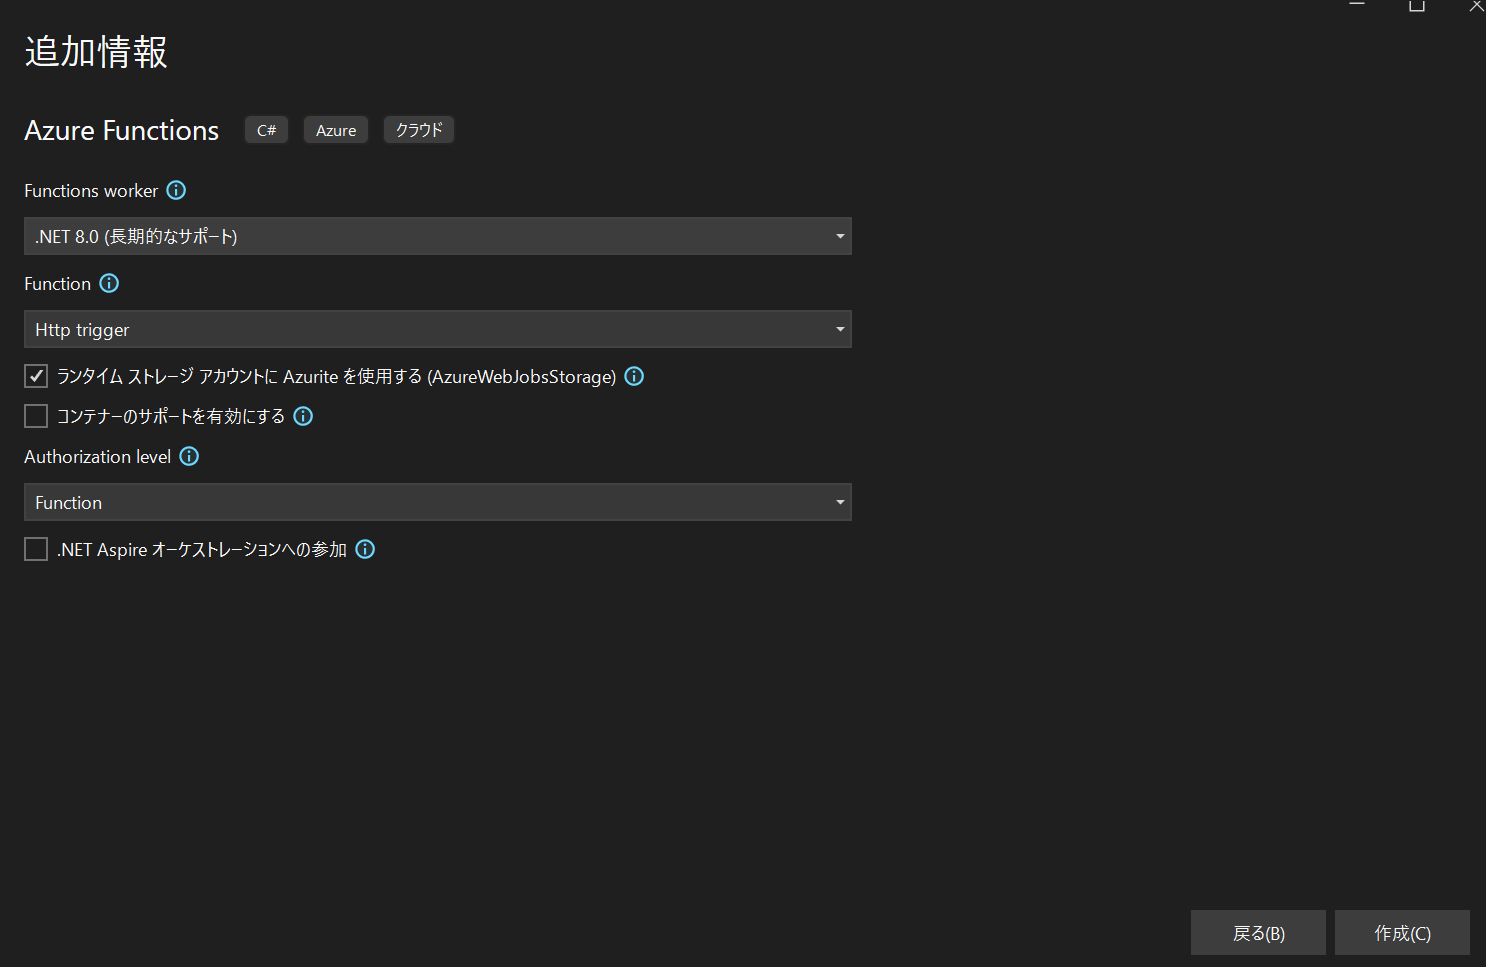 追加情報
Azure Functions C# Azure クラウド
Functions worker
.NET 8.0 (長期的なサポート)
Function
Http trigger
ランタイム ストレージ アカウントに Azurite を使用する (AzureWebJobsStorage)
コンテナーのサポートを有効にする
Authorization level
Function
.NET Aspire オーケストレーションへの参加
戻る(B) 作成(C)